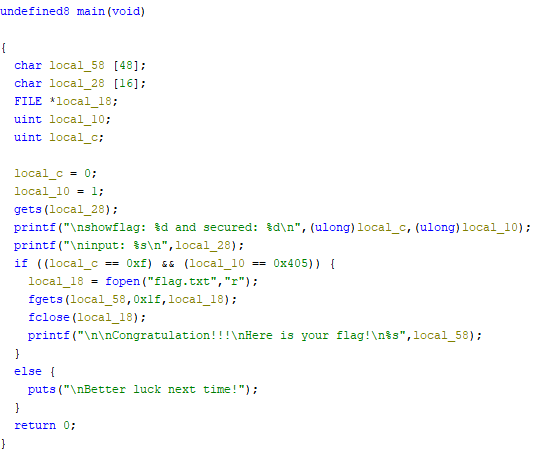 undefined8 main(void)
{
char local_58 [48];
char local_28 [16];
FILE *local_18;
uint local_10;
uint local_c;
local_c = 0;
local_10 = 1;
gets(local_28);
printf("\nshowflag: %d and secured: %d\n",(ulong)local_c,(ulong)local_10);
printf("\ninput: %s\n",local_28);
if ((local_c == 0xf) && (local_10 == 0x405)) {
local_18 = fopen("flag.txt","r");
fgets(local_58,0x1f,local_18);
fclose(local_18);
printf("\n\nCongratulation!!!\nHere is your flag!\n%s",local_58);
}
else {
puts("\nBetter luck next time!");
}
return 0;
}